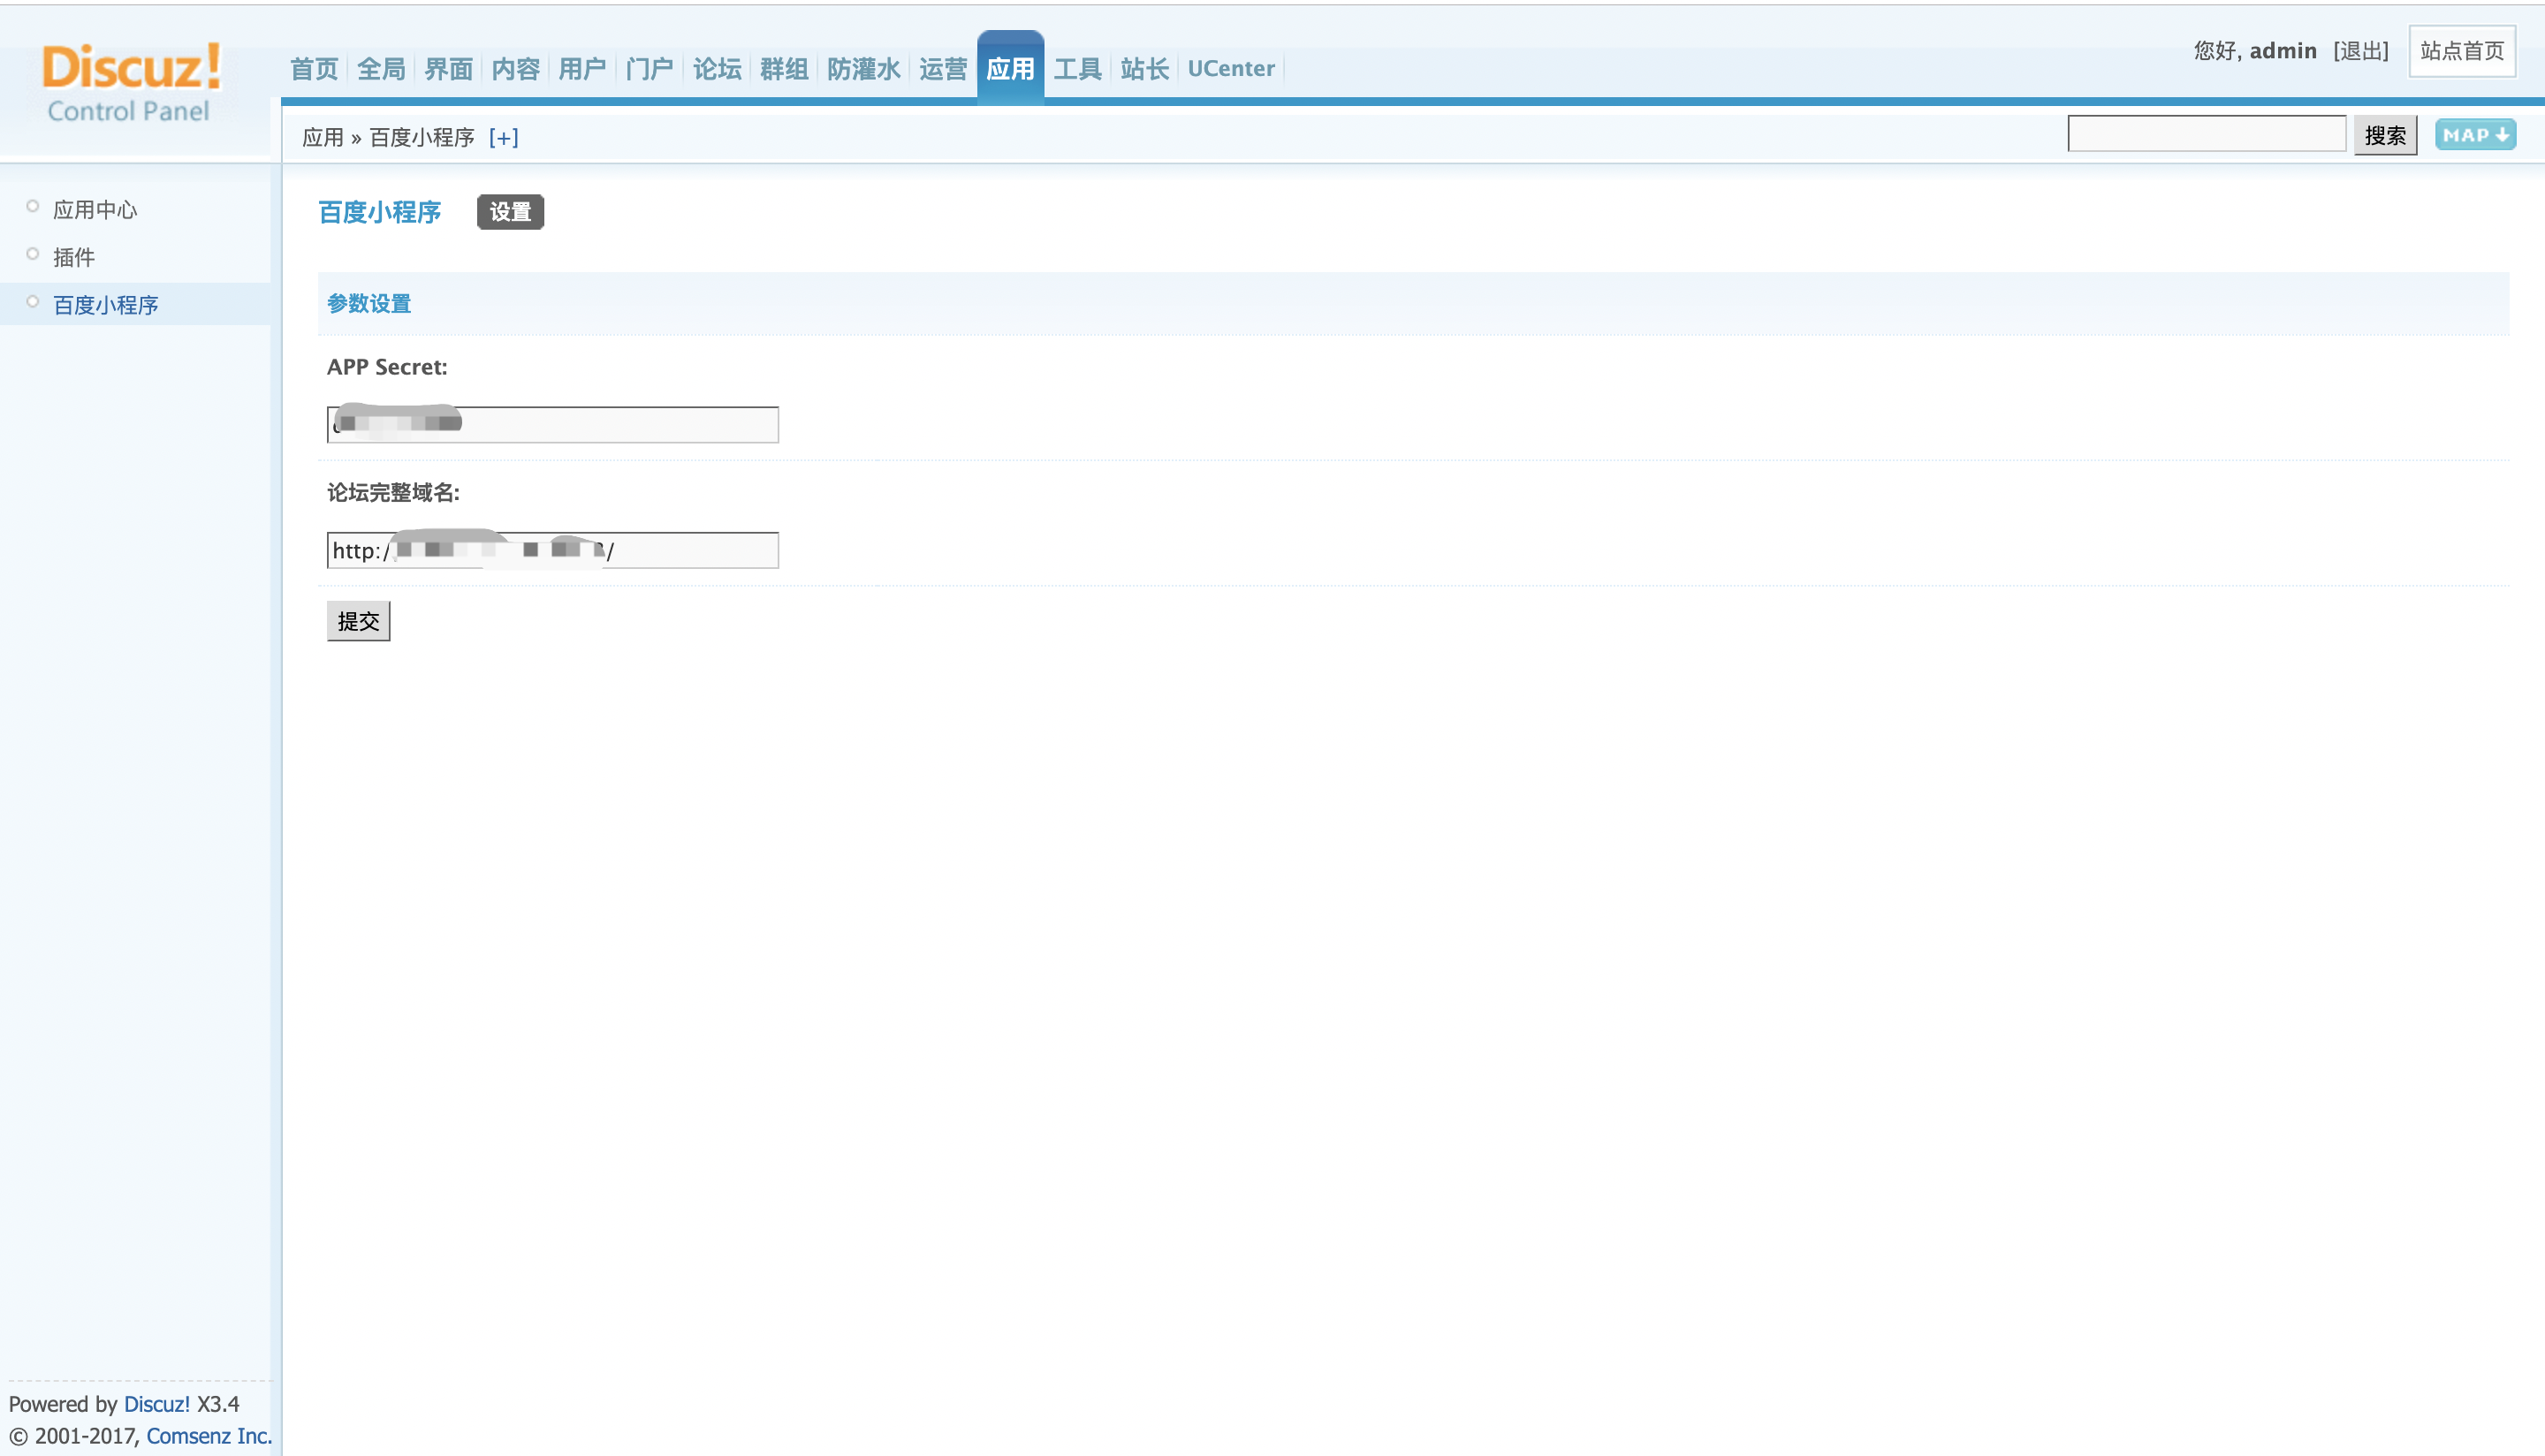 Discuz!
Control Panel
首页 全局 界面 内容 用户 门户 论坛 群组 防灌水 运营 应用 工具 站长 UCenter
您好, admin [退出] 站点首页
应用 » 百度小程序 [+]
搜索 MAP
应用中心
插件
百度小程序
百度小程序 设置
参数设置
APP Secret:
论坛完整域名:
http:/ /
提交
Powered by Discuz! X3.4
© 2001-2017, Comsenz Inc.